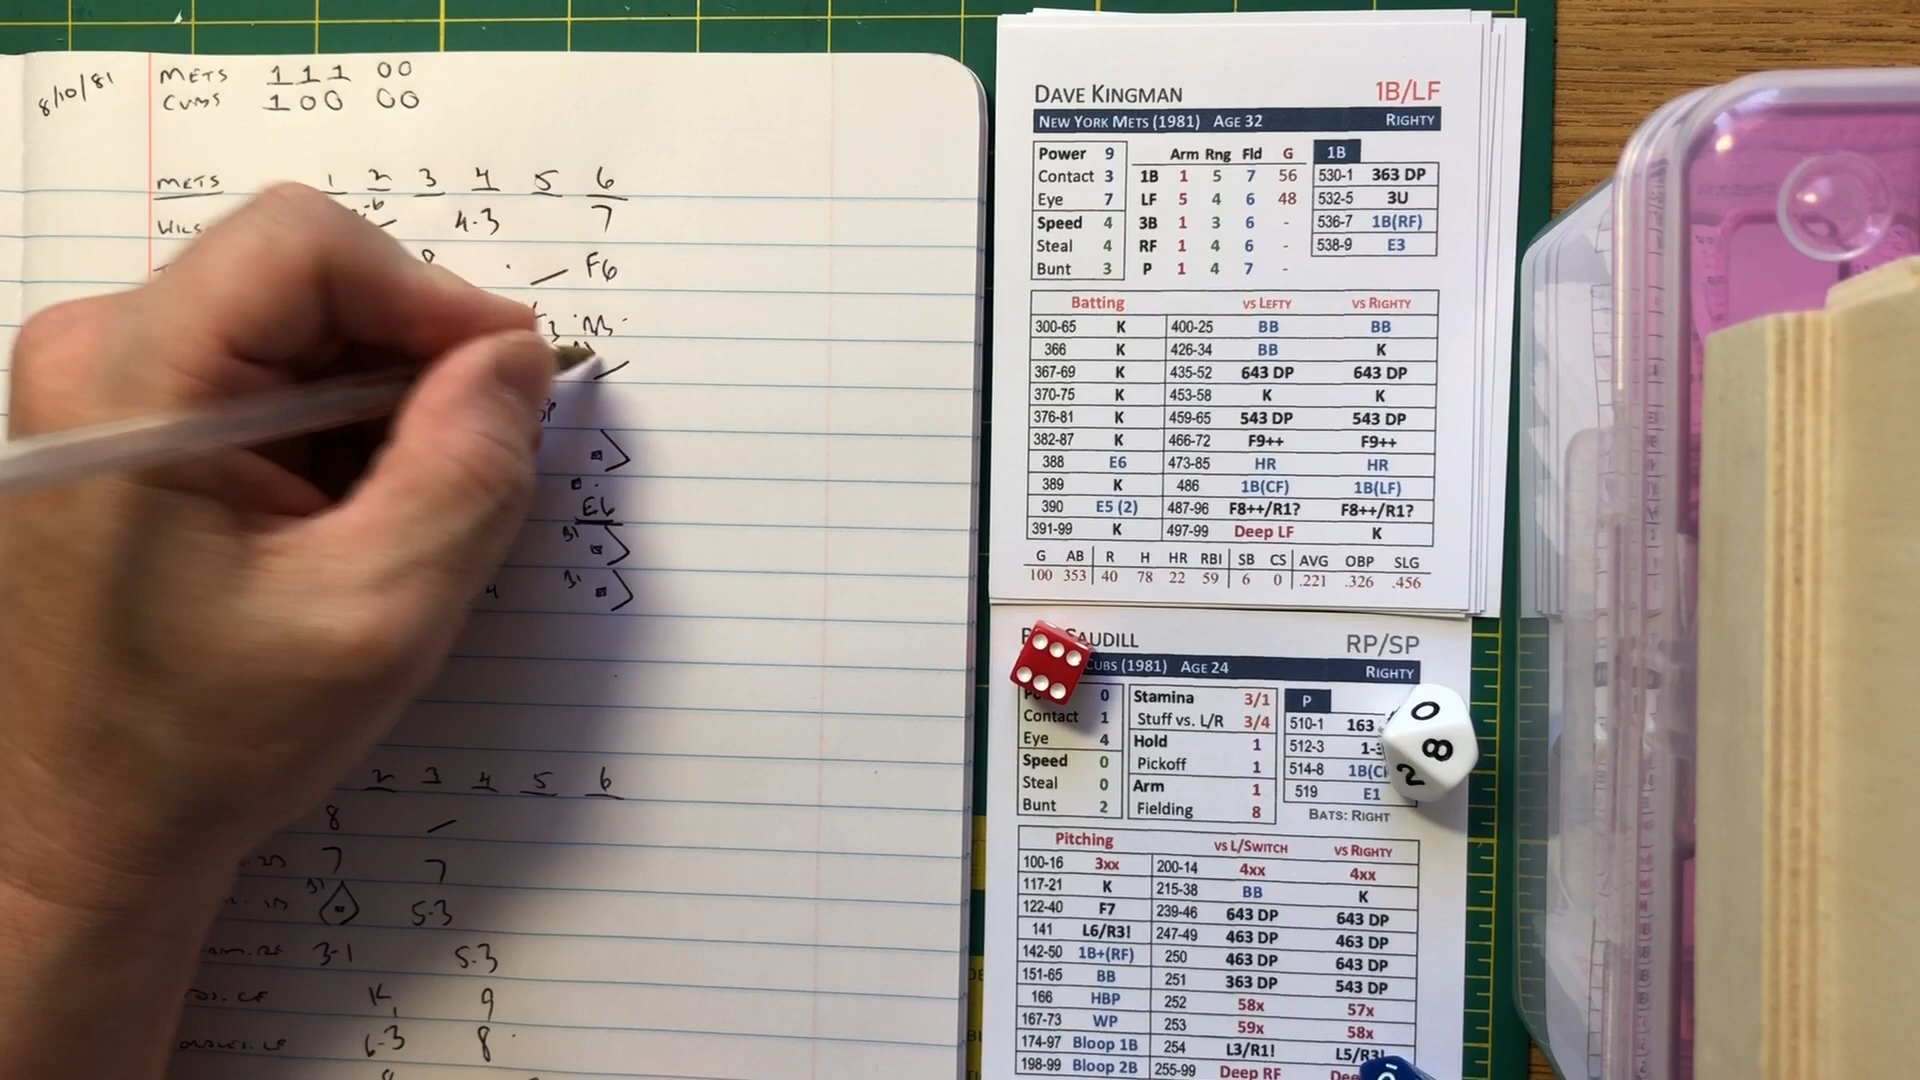 8/10/81
METS 1 1 1 0 0
CUBS 1 0 0 0 0
METS 1 2 3 4 5 6
4-3 7
F6
BB
E6
B1
B1
2 3 4 5 6
8
7 7
B1
5-3
3-1 5-3
K 9
6-3 8
DAVE KINGMAN 1B/LF
NEW YORK METS (1981) AGE 32 RIGHTY
Power 9
Contact 3
Eye 7
Speed 4
Steal 4
Bunt 3
Arm Rng Fld G
1B 1 5 7 56
LF 5 4 6 48
3B 1 3 6 -
RF 1 4 6 -
P 1 4 7 -
1B
530-1 363 DP
532-5 3U
536-7 1B(RF)
538-9 E3
Batting VS LEFTY VS RIGHTY
300-65 K 400-25 BB BB
366 K 426-34 BB K
367-69 K 435-52 643 DP 643 DP
370-75 K 453-58 K K
376-81 K 459-65 543 DP 543 DP
382-87 K 466-72 F9++ F9++
388 E6 473-85 HR HR
389 K 486 1B(CF) 1B(LF)
390 E5 (2) 487-96 F8++/R1? F8++/R1?
391-99 K 497-99 Deep LF K
G AB R H HR RBI SB CS AVG OBP SLG
100 353 40 78 22 59 6 0 .221 .326 .456
SAUDILL RP/SP
CUBS (1981) AGE 24 RIGHTY
0
Contact 1
Eye 4
Speed 0
Steal 0
Bunt 2
Stamina 3/1
Stuff vs. L/R 3/4
Hold 1
Pickoff 1
Arm 1
Fielding 8
P
510-1 163
512-3 1-3
514-8 1B(C
519 E1
BATS: RIGHT
0
8
2
Pitching VS L/SWITCH VS RIGHTY
100-16 3xx 200-14 4xx 4xx
117-21 K 215-38 BB K
122-40 F7 239-46 643 DP 643 DP
141 L6/R3! 247-49 463 DP 463 DP
142-50 1B+(RF) 250 463 DP 643 DP
151-65 BB 251 363 DP 543 DP
166 HBP 252 58x 57x
167-73 WP 253 59x 58x
174-97 Bloop 1B 254 L3/R1! L5/R3!
198-99 Bloop 2B 255-99 Deep RF Dee